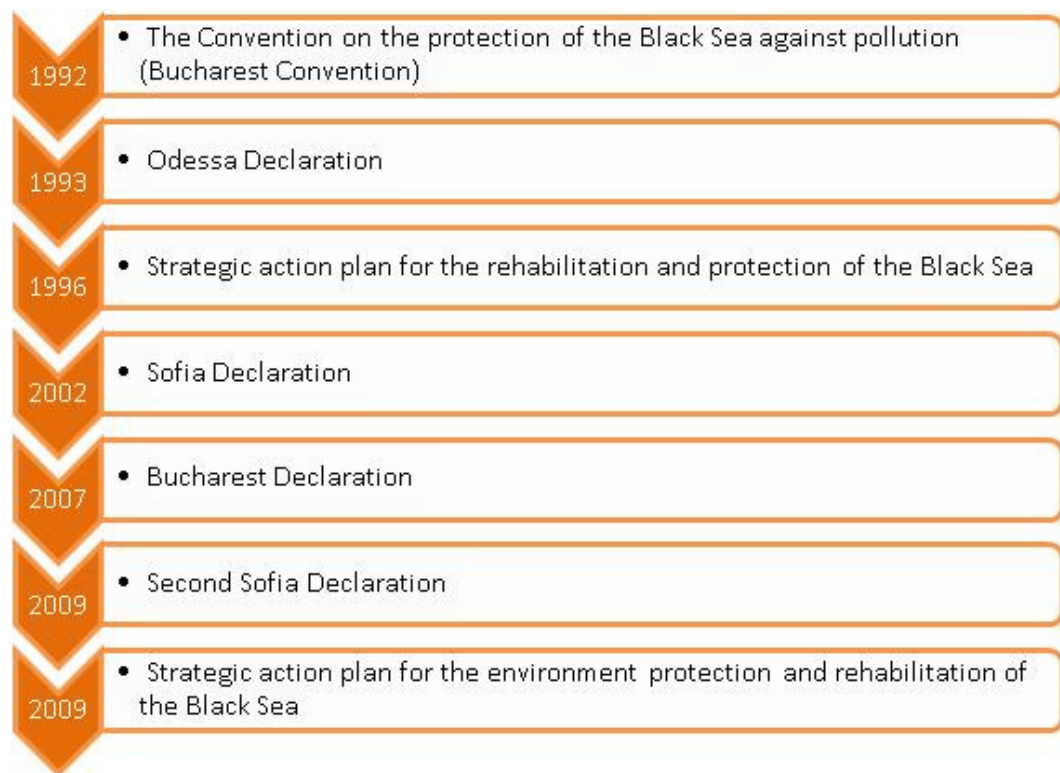 1992
• The Convention on the protection of the Black Sea against pollution
(Bucharest Convention)
1993
• Odessa Declaration
1996
• Strategic action plan for the rehabilitation and protection of the Black Sea
2002
• Sofia Declaration
2007
• Bucharest Declaration
2009
• Second Sofia Declaration
2009
• Strategic action plan for the environment protection and rehabilitation of
the Black Sea